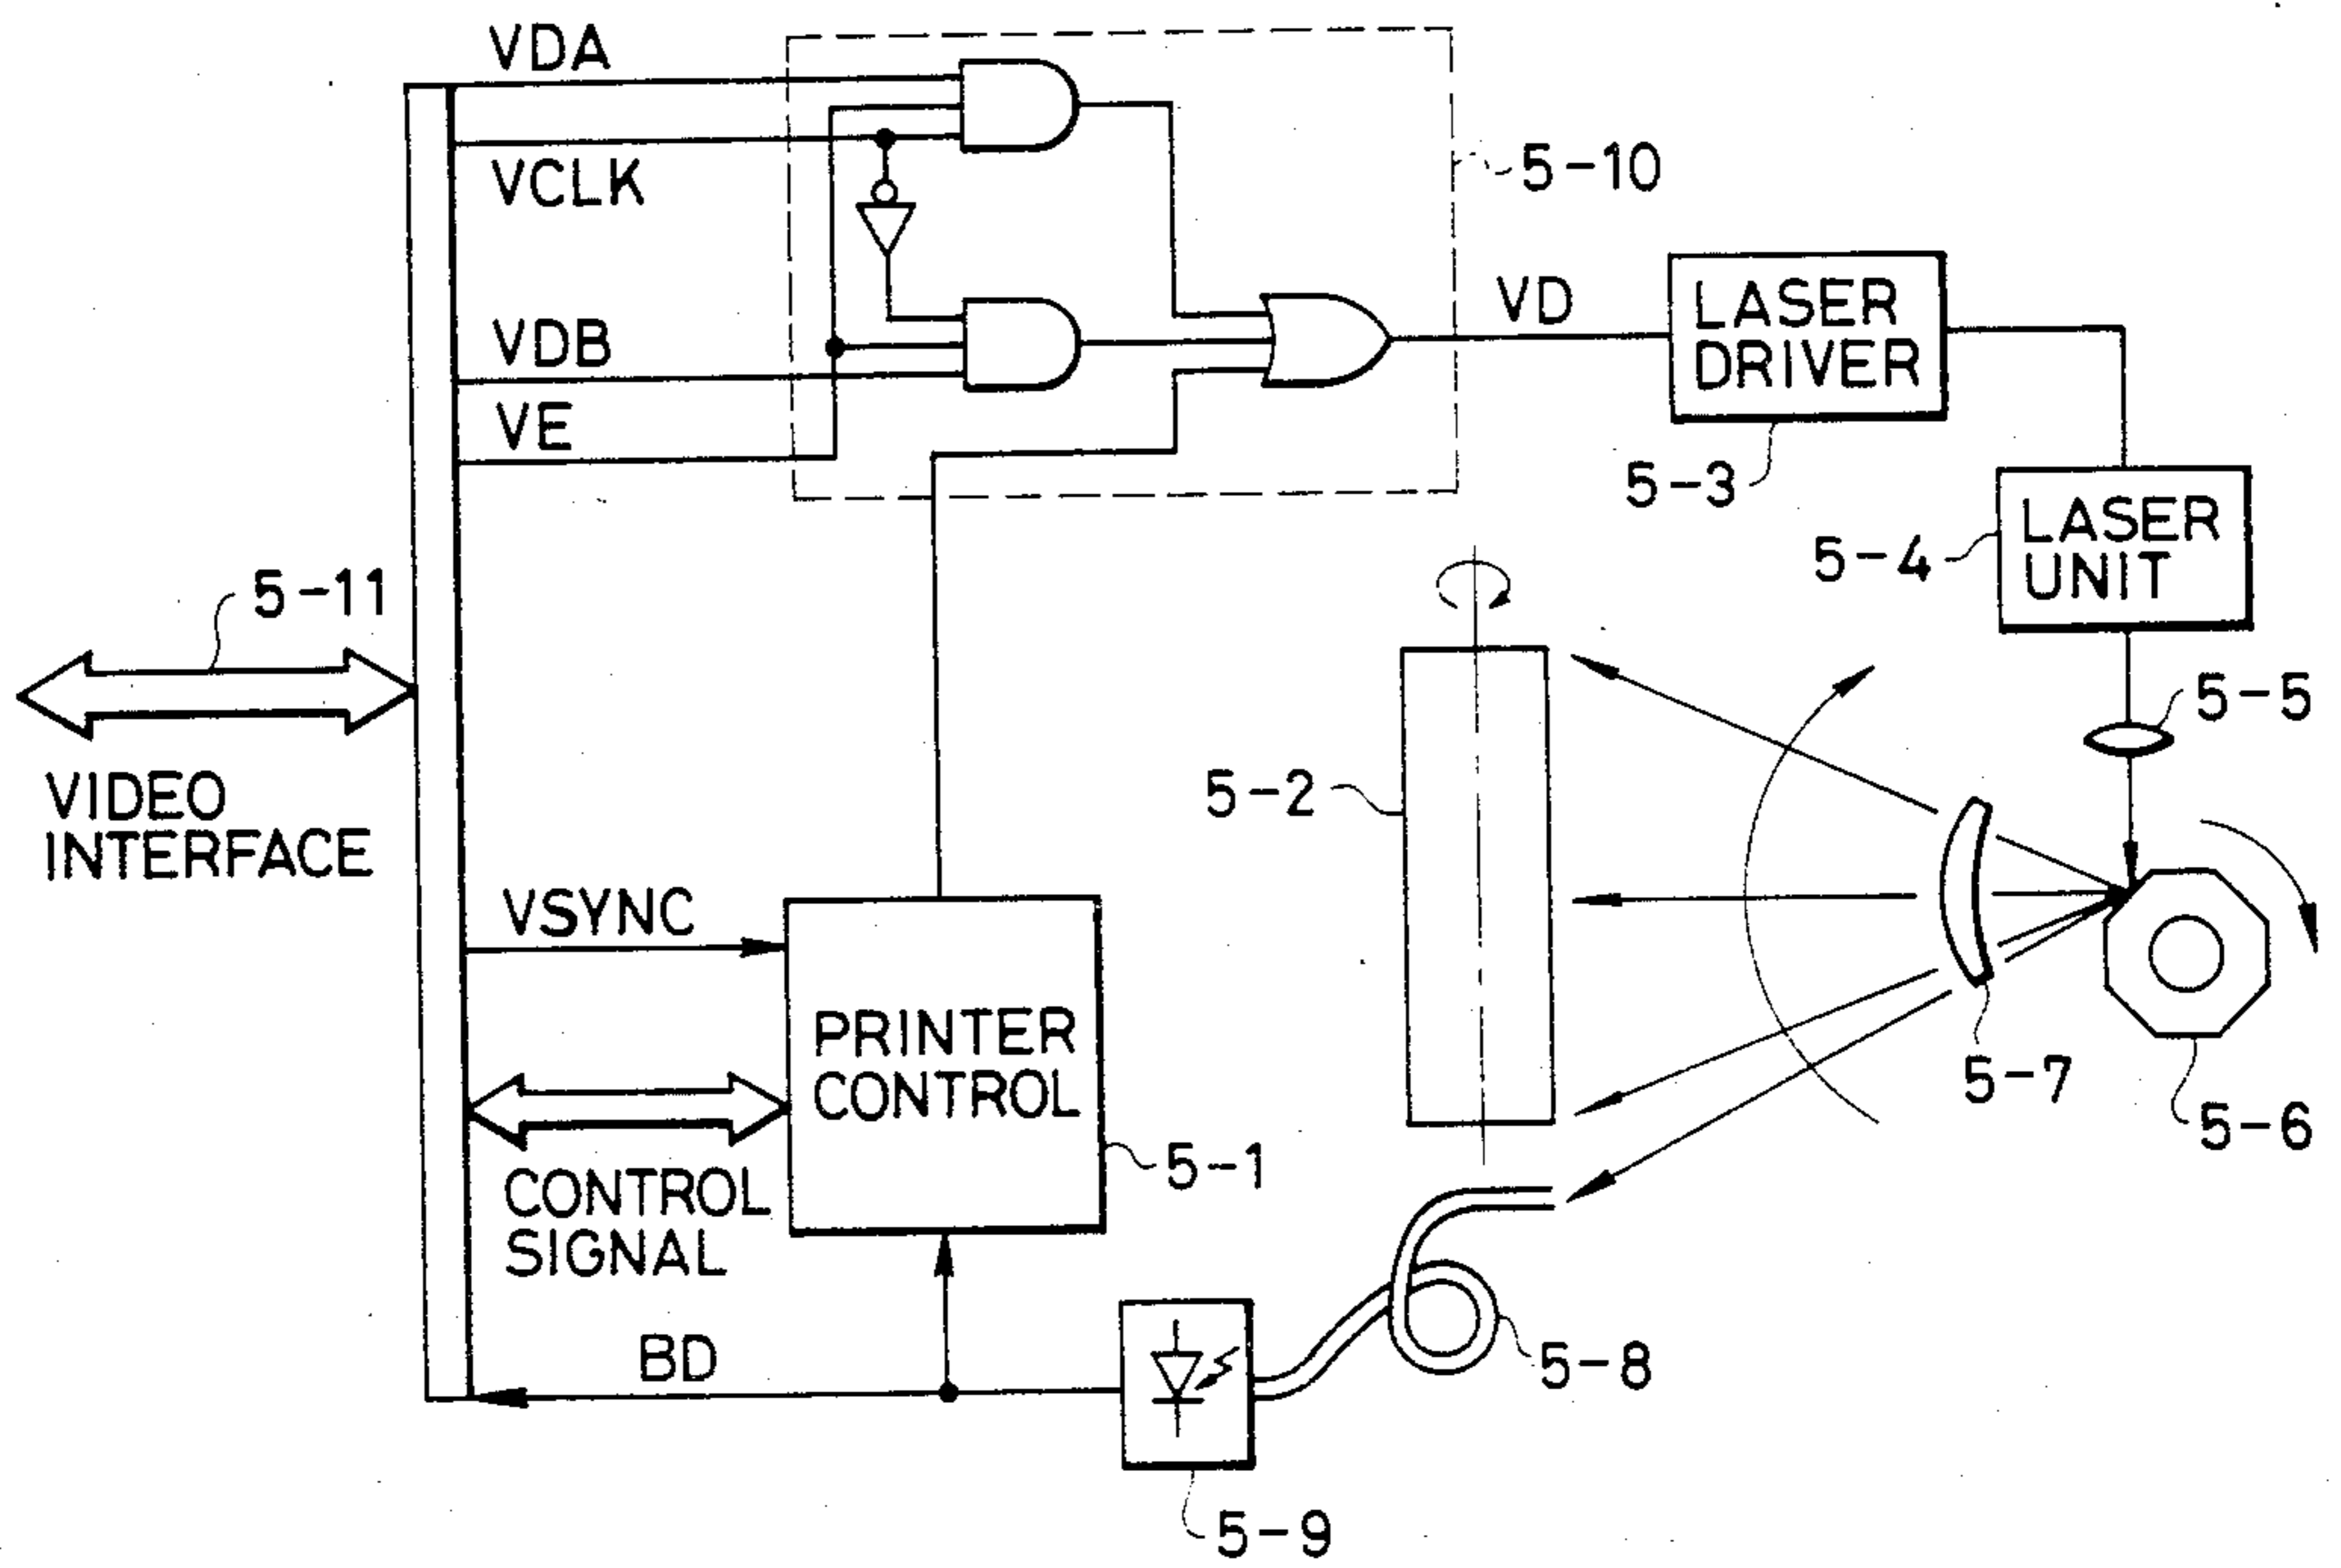 VDA
VCLK
5-10
VDB
VE
VD
LASER
DRIVER
5-3
LASER
UNIT
5-4
5-11
5-5
VIDEO
INTERFACE
5-2
VSYNC
PRINTER
CONTROL
5-7
5-6
5-1
CONTROL
SIGNAL
BD
5-8
5-9